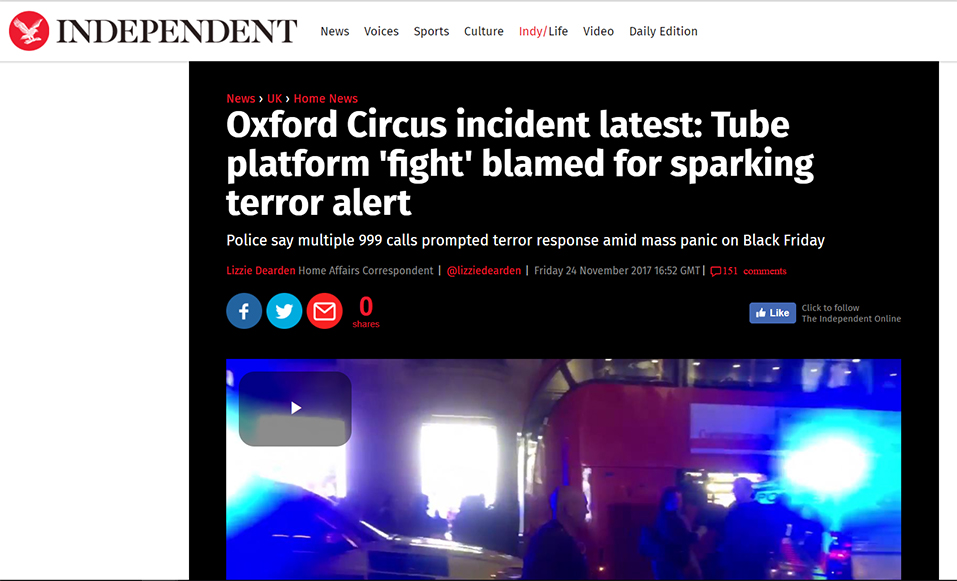 INDEPENDENT
News Voices Sports Culture Indy/Life Video Daily Edition
News › UK › Home News
Oxford Circus incident latest: Tube
platform 'fight' blamed for sparking
terror alert
Police say multiple 999 calls prompted terror response amid mass panic on Black Friday
Lizzie Dearden Home Affairs Correspondent | @lizziedearden | Friday 24 November 2017 16:52 GMT | 151 comments
0
shares
Like
Click to follow
The Independent Online